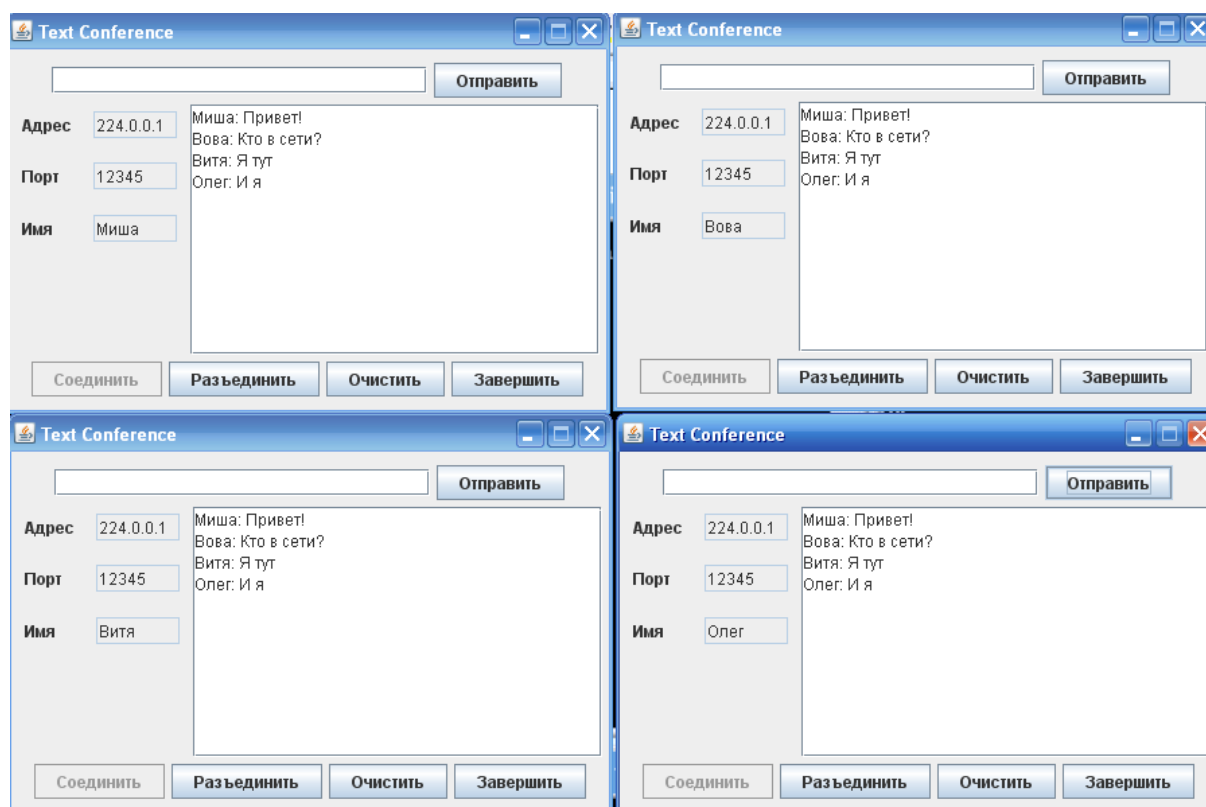 Text Conference
Отправить
Адрес 224.0.0.1
Порт 12345
Имя Миша
Миша: Привет!
Вова: Кто в сети?
Витя: Я тут
Олег: И я
Соединить Разъединить Очистить Завершить
Text Conference
Отправить
Адрес 224.0.0.1
Порт 12345
Имя Вова
Миша: Привет!
Вова: Кто в сети?
Витя: Я тут
Олег: И я
Соединить Разъединить Очистить Завершить
Text Conference
Отправить
Адрес 224.0.0.1
Порт 12345
Имя Витя
Миша: Привет!
Вова: Кто в сети?
Витя: Я тут
Олег: И я
Соединить Разъединить Очистить Завершить
Text Conference
Отправить
Адрес 224.0.0.1
Порт 12345
Имя Олег
Миша: Привет!
Вова: Кто в сети?
Витя: Я тут
Олег: И я
Соединить Разъединить Очистить Завершить